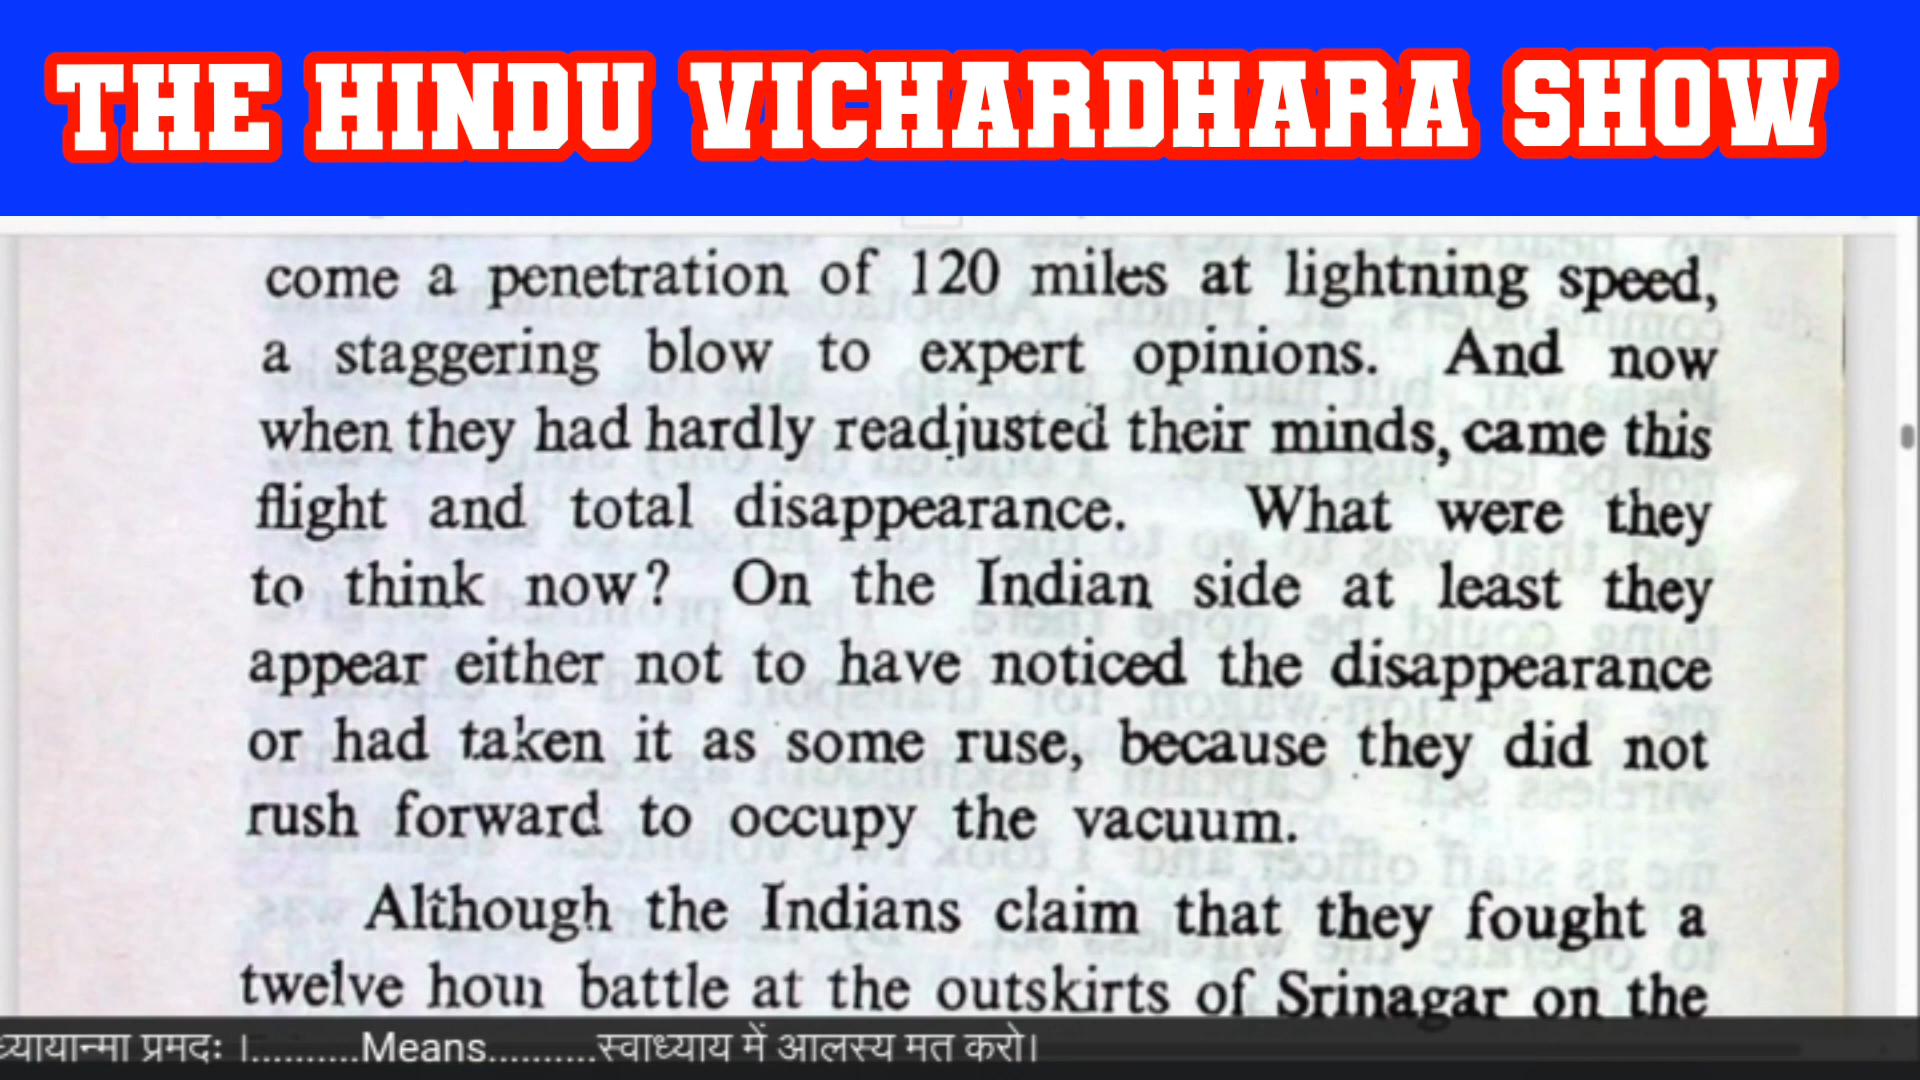 THE HINDU VICHARDHARA SHOW
come a penetration of 120 miles at lightning speed,
a staggering blow to expert opinions. And now
when they had hardly readjusted their minds, came this
flight and total disappearance. What were they
to think now? On the Indian side at least they
appear either not to have noticed the disappearance
or had taken it as some ruse, because they did not
rush forward to occupy the vacuum.
Although the Indians claim that they fought a
twelve hour battle at the outskirts of Srinagar on the
ध्यायान्मा प्रमदः ।..........Means..........स्वाध्याय में आलस्य मत करो।